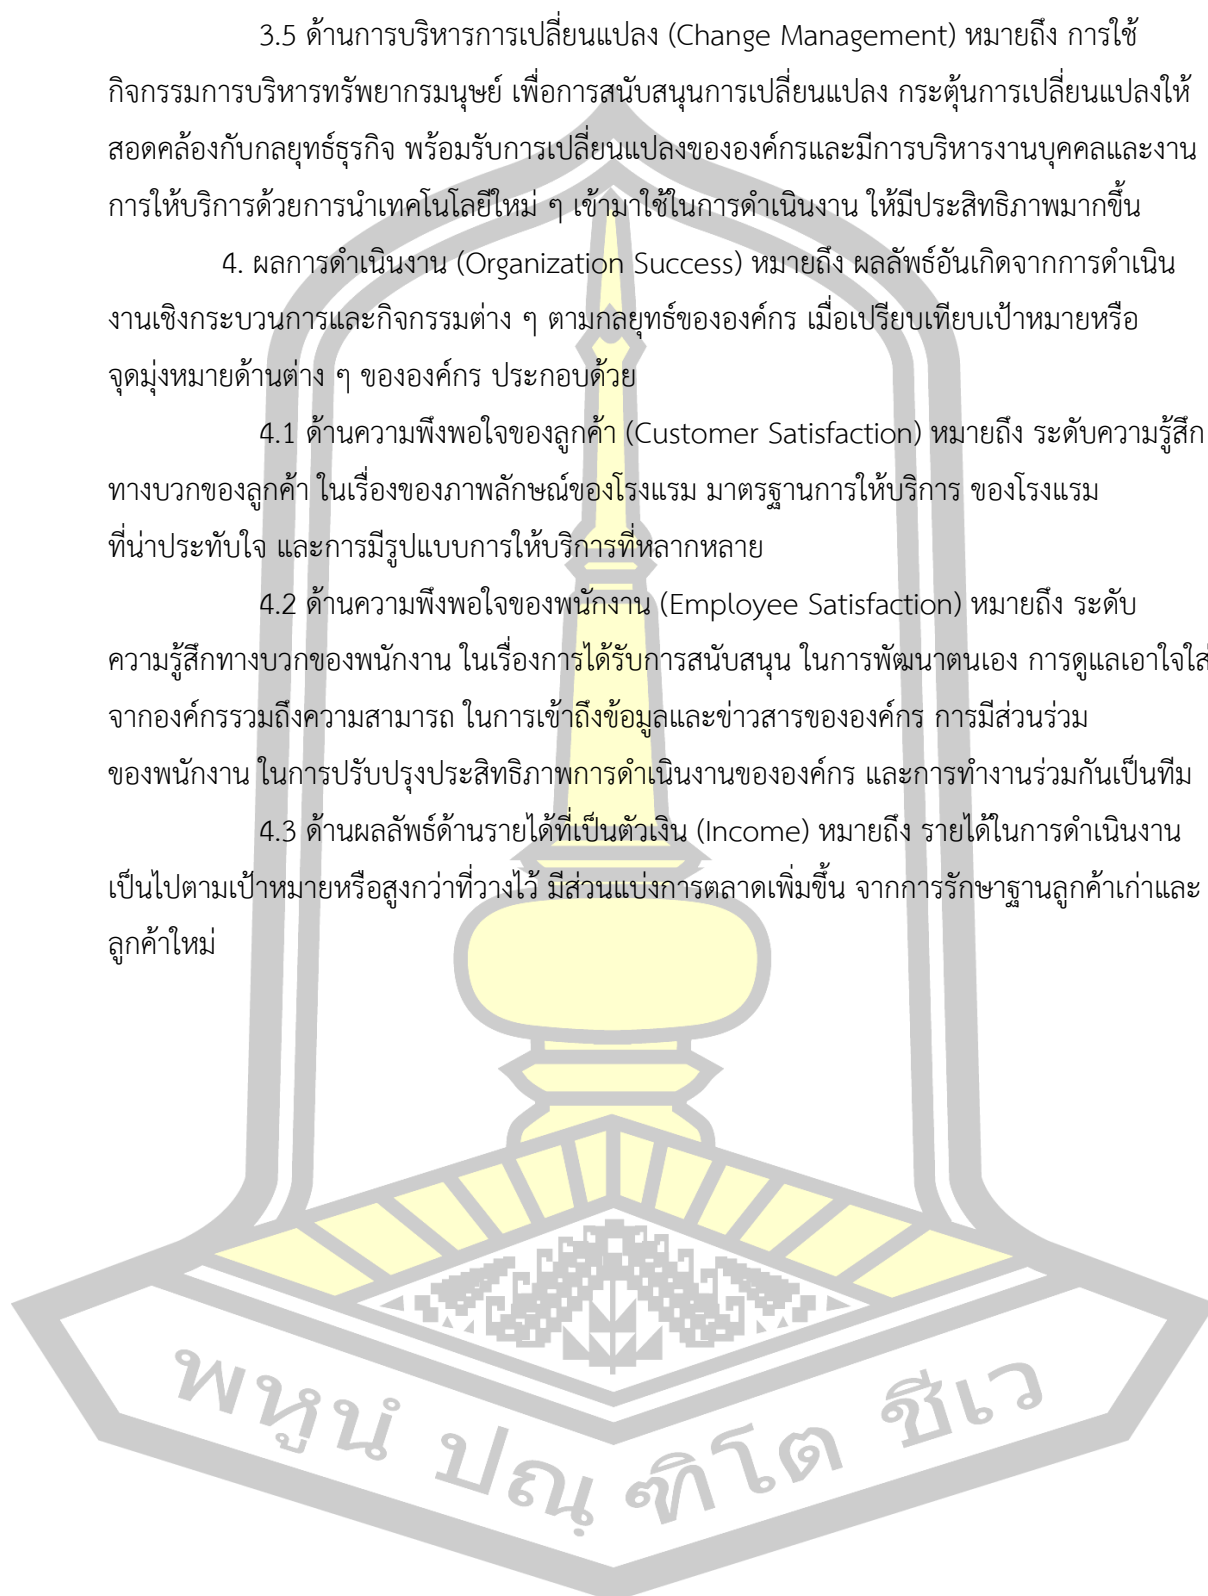 3.5 ด้านการบริหารการเปลี่ยนแปลง (Change Management) หมายถึง การใช้
กิจกรรมการบริหารทรัพยากรมนุษย์ เพื่อการสนับสนุนการเปลี่ยนแปลง กระตุ้นการเปลี่ยนแปลงให้
สอดคล้องกับกลยุทธ์ธุรกิจ พร้อมรับการเปลี่ยนแปลงขององค์กรและมีการบริหารงานบุคคลและงาน
การให้บริการด้วยการนำเทคโนโลยีใหม่ ๆ เข้ามาใช้ในการดำเนินงาน ให้มีประสิทธิภาพมากขึ้น
4. ผลการดำเนินงาน (Organization Success) หมายถึง ผลลัพธ์อันเกิดจากการดำเนิน
งานเชิงกระบวนการและกิจกรรมต่าง ๆ ตามกลยุทธ์ขององค์กร เมื่อเปรียบเทียบเป้าหมายหรือ
จุดมุ่งหมายด้านต่าง ๆ ขององค์กร ประกอบด้วย
4.1 ด้านความพึงพอใจของลูกค้า (Customer Satisfaction) หมายถึง ระดับความรู้สึก
ทางบวกของลูกค้า ในเรื่องของภาพลักษณ์ของโรงแรม มาตรฐานการให้บริการ ของโรงแรม
ที่น่าประทับใจ และการมีรูปแบบการให้บริการที่หลากหลาย
4.2 ด้านความพึงพอใจของพนักงาน (Employee Satisfaction) หมายถึง ระดับ
ความรู้สึกทางบวกของพนักงาน ในเรื่องการได้รับการสนับสนุน ในการพัฒนาตนเอง การดูแลเอาใจใส่
จากองค์กรรวมถึงความสามารถ ในการเข้าถึงข้อมูลและข่าวสารขององค์กร การมีส่วนร่วม
ของพนักงาน ในการปรับปรุงประสิทธิภาพการดำเนินงานขององค์กร และการทำงานร่วมกันเป็นทีม
4.3 ด้านผลลัพธ์ด้านรายได้ที่เป็นตัวเงิน (Income) หมายถึง รายได้ในการดำเนินงาน
เป็นไปตามเป้าหมายหรือสูงกว่าที่วางไว้ มีส่วนแบ่งการตลาดเพิ่มขึ้น จากการรักษาฐานลูกค้าเก่าและ
ลูกค้าใหม่
พหูนํ ปณฺฑิโต ชีเว